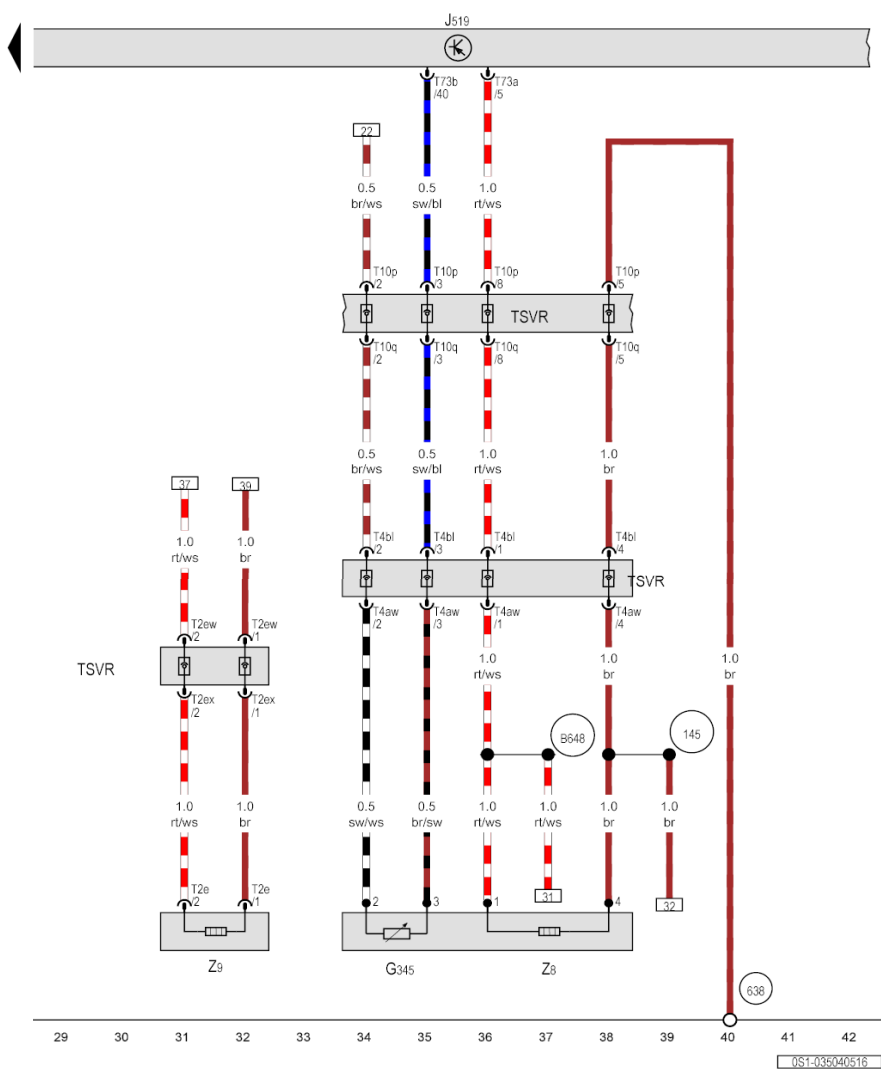 J519
T73b
/40
T73a
/5
22
0.5
br/ws
0.5
sw/bl
1.0
rt/ws
T10p
/2
T10p
/3
T10p
/8
T10p
/5
TSVR
T10q
/2
T10q
/3
T10q
/8
T10q
/5
0.5
br/ws
0.5
sw/bl
1.0
rt/ws
1.0
br
37
39
1.0
rt/ws
1.0
br
T4bl
/2
T4bl
/3
T4bl
/1
T4bl
/4
TSVR
T4aw
/2
T4aw
/3
T4aw
/1
T4aw
/4
T2ew
/2
T2ew
/1
TSVR
T2ex
/2
T2ex
/1
1.0
rt/ws
1.0
br
1.0
br
B648
145
1.0
rt/ws
1.0
br
0.5
sw/ws
0.5
br/sw
1.0
rt/ws
1.0
rt/ws
1.0
br
1.0
br
T2e
/2
T2e
/1
2
3
1
31
4
32
Z9
G345
Z8
638
29 30 31 32 33 34 35 36 37 38 39 40 41 42
0S1-035040516